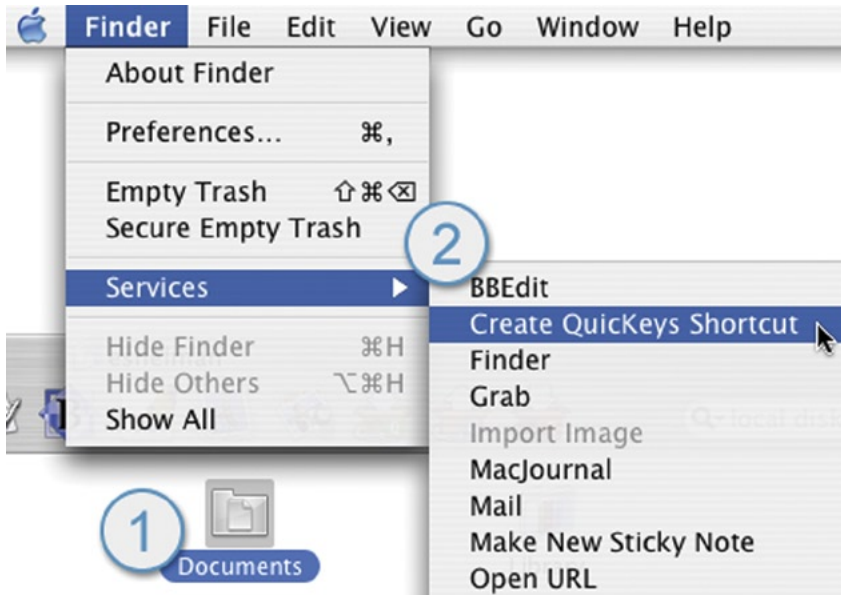 Finder File Edit View Go Window Help
About Finder
Preferences... ⌘,
Empty Trash ⇧⌘⌫
Secure Empty Trash
Services ▶
Hide Finder ⌘H
Hide Others ⌥⌘H
Show All
2
BBEdit
Create QuicKeys Shortcut
Finder
Grab
Import Image
MacJournal
Mail
Make New Sticky Note
Open URL
local disk
1
Documents